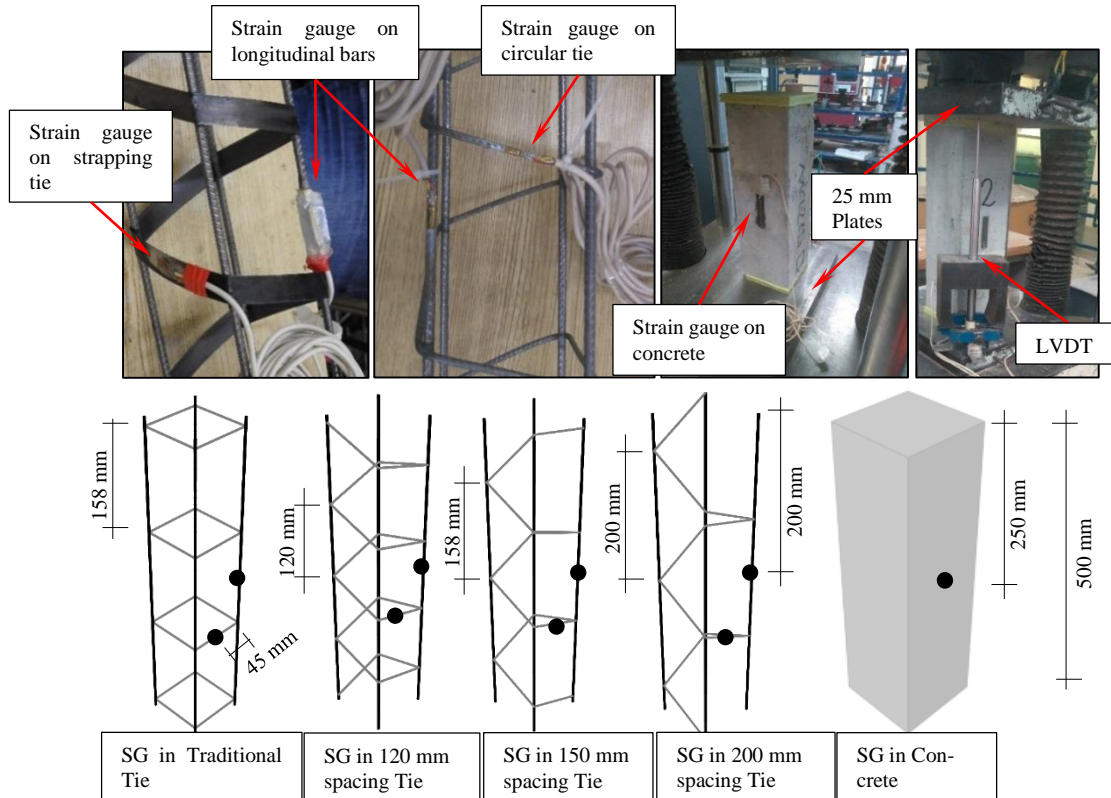 Strain gauge on
longitudinal bars
Strain gauge on
circular tie
Strain gauge
on strapping
tie
25 mm
Plates
Strain gauge on
concrete
LVDT
2
158 mm
45 mm
120 mm
158 mm
200 mm
200 mm
250 mm
500 mm
SG in Traditional
Tie
SG in 120 mm
spacing Tie
SG in 150 mm
spacing Tie
SG in 200 mm
spacing Tie
SG in Con-
crete